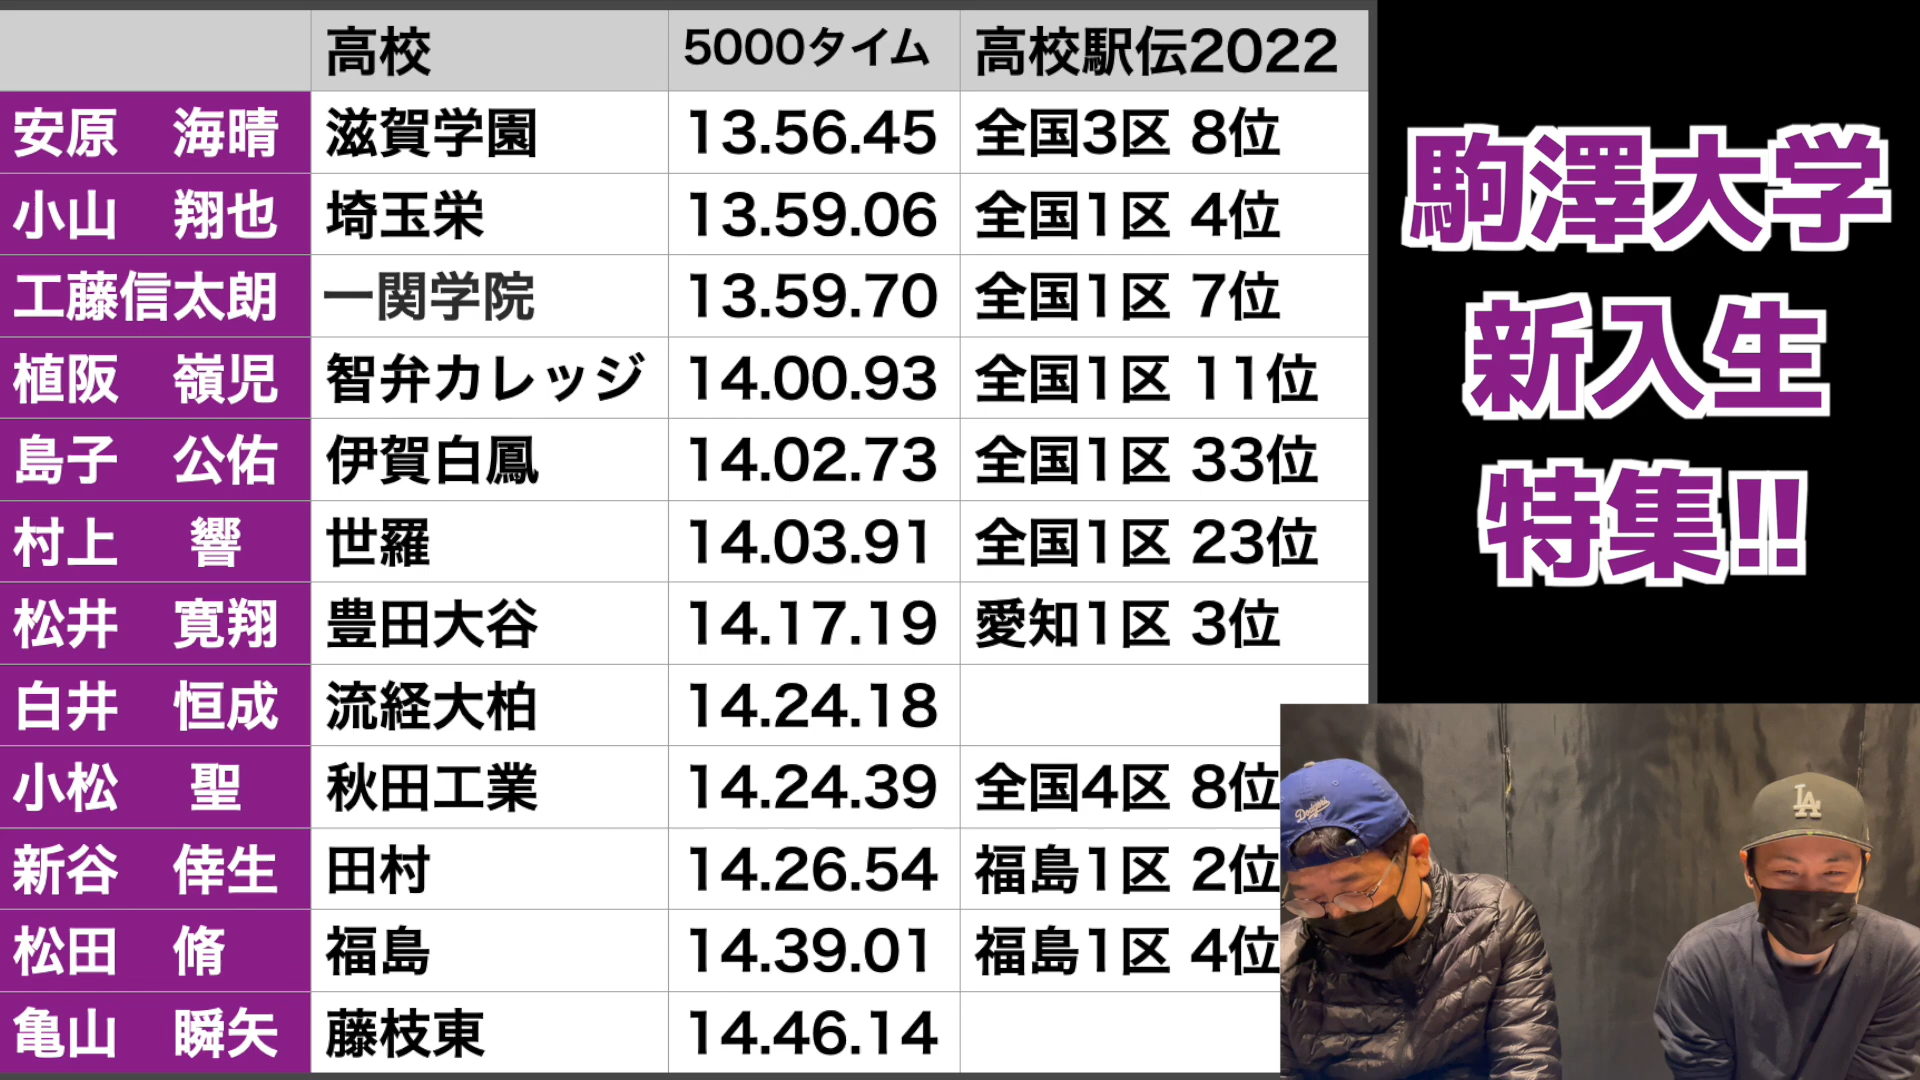 高校 5000タイム 高校駅伝2022
安原 海晴 滋賀学園 13.56.45 全国3区 8位
小山 翔也 埼玉栄 13.59.06 全国1区 4位
工藤信太朗 一関学院 13.59.70 全国1区 7位
植阪 嶺児 智弁カレッジ 14.00.93 全国1区 11位
島子 公佑 伊賀白鳳 14.02.73 全国1区 33位
村上 響 世羅 14.03.91 全国1区 23位
松井 寛翔 豊田大谷 14.17.19 愛知1区 3位
白井 恒成 流経大柏 14.24.18
小松 聖 秋田工業 14.24.39 全国4区 8位
新谷 倖生 田村 14.26.54 福島1区 2位
松田 脩 福島 14.39.01 福島1区 4位
亀山 瞬矢 藤枝東 14.46.14
駒澤大学
新入生
特集!!
Dodgers
LA